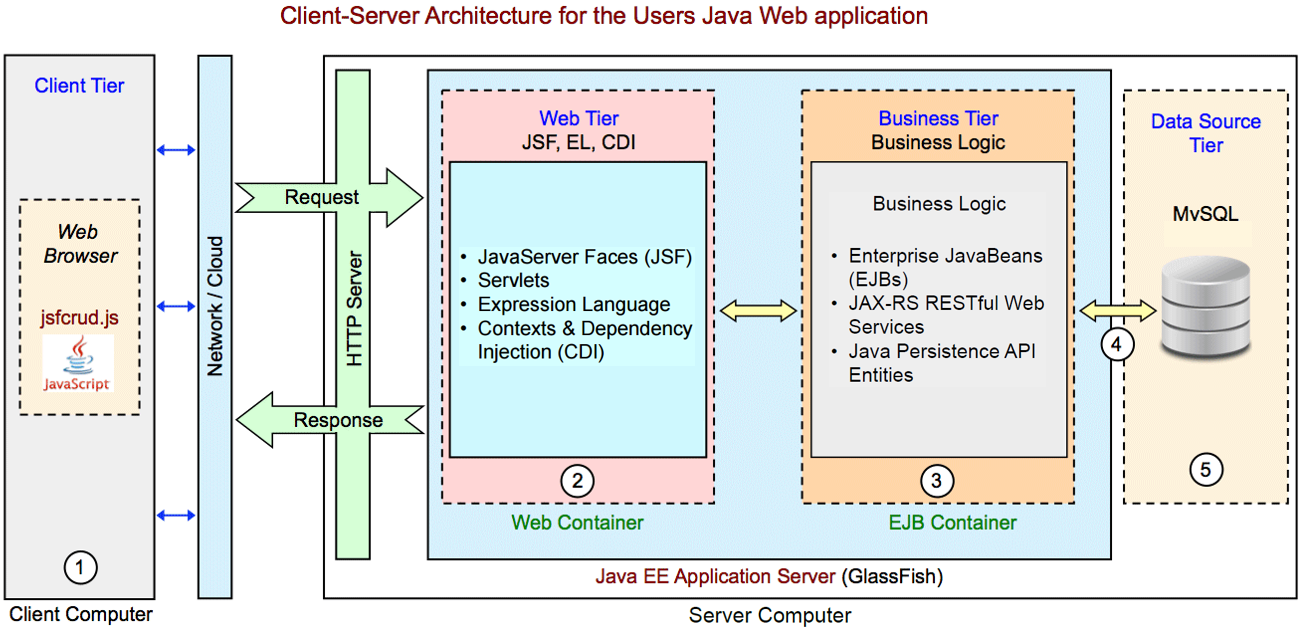 Client-Server Architecture for the Users Java Web application
Client Tier
Web
Browser
jsfcrud.js
JavaScript
1
Client Computer
Network / Cloud
HTTP Server
Request
Response
Web Tier
JSF, EL, CDI
• JavaServer Faces (JSF)
• Servlets
• Expression Language
• Contexts & Dependency
Injection (CDI)
2
Web Container
Business Tier
Business Logic
Business Logic
• Enterprise JavaBeans
(EJBs)
• JAX-RS RESTful Web
Services
• Java Persistence API
Entities
3
EJB Container
4
Data Source
Tier
MvSQL
5
Java EE Application Server (GlassFish)
Server Computer